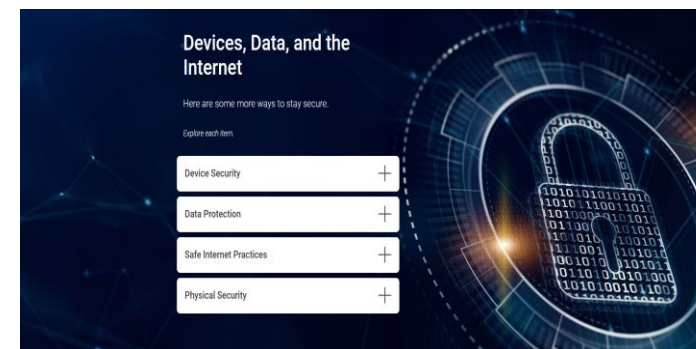 Devices, Data, and the
Internet
Here are some more ways to stay secure.
Explore each item.
Device Security
Data Protection
Safe Internet Practices
Physical Security